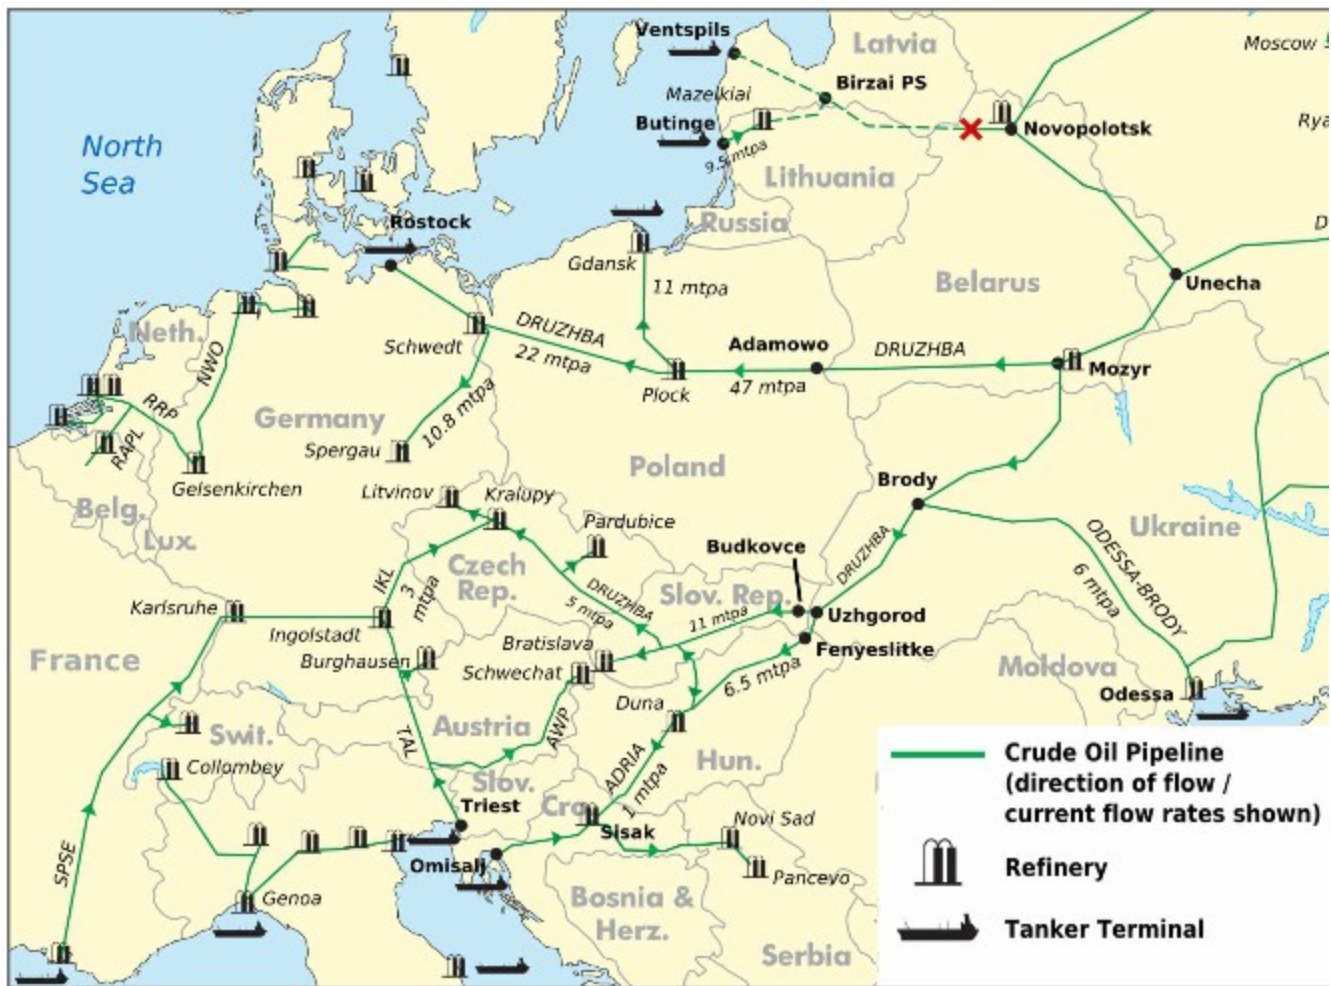 Ventspils
Latvia
Moscow
Mazelkiai
Birzai PS
Butinge
Novopolotsk
9.5 mtpa
Rya
North
Sea
Lithuania
Russia
Rostock
Gdansk
11 mtpa
Belarus
Unecha
Neth.
Schwedt
DRUZHBA
22 mtpa
Adamowo
DRUZHBA
47 mtpa
Plock
Mozyr
NWO
RRP
RAPL
Germany
10.8 mtpa
Spergau
Gelsenkirchen
Poland
Belg.
Lux.
Litvinov
Kralupy
Pardubice
Brody
Ukraine
Budkovce
DRUZHBA
ODESSA-BRODY
6 mtpa
Czech
Rep.
IKL
3
mtpa
DRUZHBA
5 mtpa
Slov. Rep.
11 mtpa
Uzhgorod
Fenyeslitke
Karlsruhe
Ingolstadt
Burghausen
Bratislava
Schwechat
6.5 mtpa
Moldova
Odessa
France
Duna
Swit.
Austria
TAL
AWP
Hun.
Collombey
Slov.
Cro.
ADRIA
1 mtpa
Triest
Sisak
Novi Sad
Pancevo
Omisalj
SPSE
Genoa
Bosnia &
Herz.
Serbia
Crude Oil Pipeline
(direction of flow /
current flow rates shown)
Refinery
Tanker Terminal